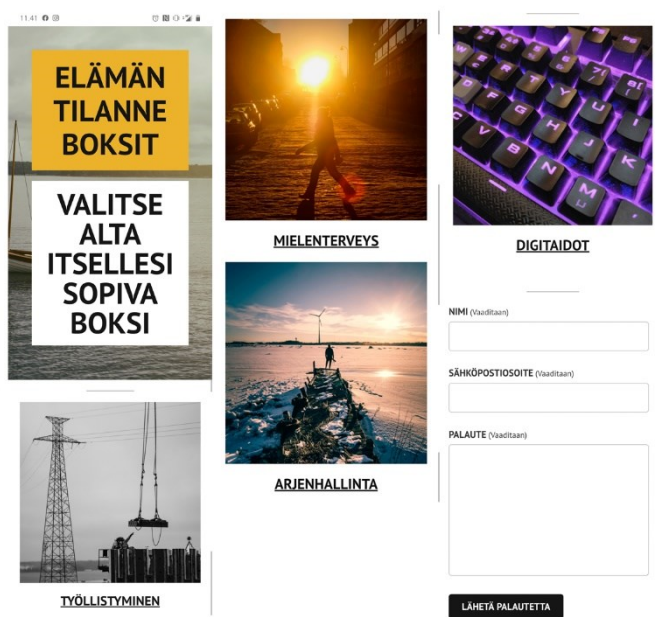 11.41
ELÄMÄN
TILANNE
BOKSIT
VALITSE
ALTA
ITSELLESI
SOPIVA
BOKSI
TYÖLLISTYMINEN
MIELENTERVEYS
ARJENHALLINTA
E R T Y U I
H J K
C V B N M
DIGITAIDOT
NIMI (Vaaditaan)
SÄHKÖPOSTIOSOITE (Vaaditaan)
PALAUTE (Vaaditaan)
LÄHETÄ PALAUTETTA